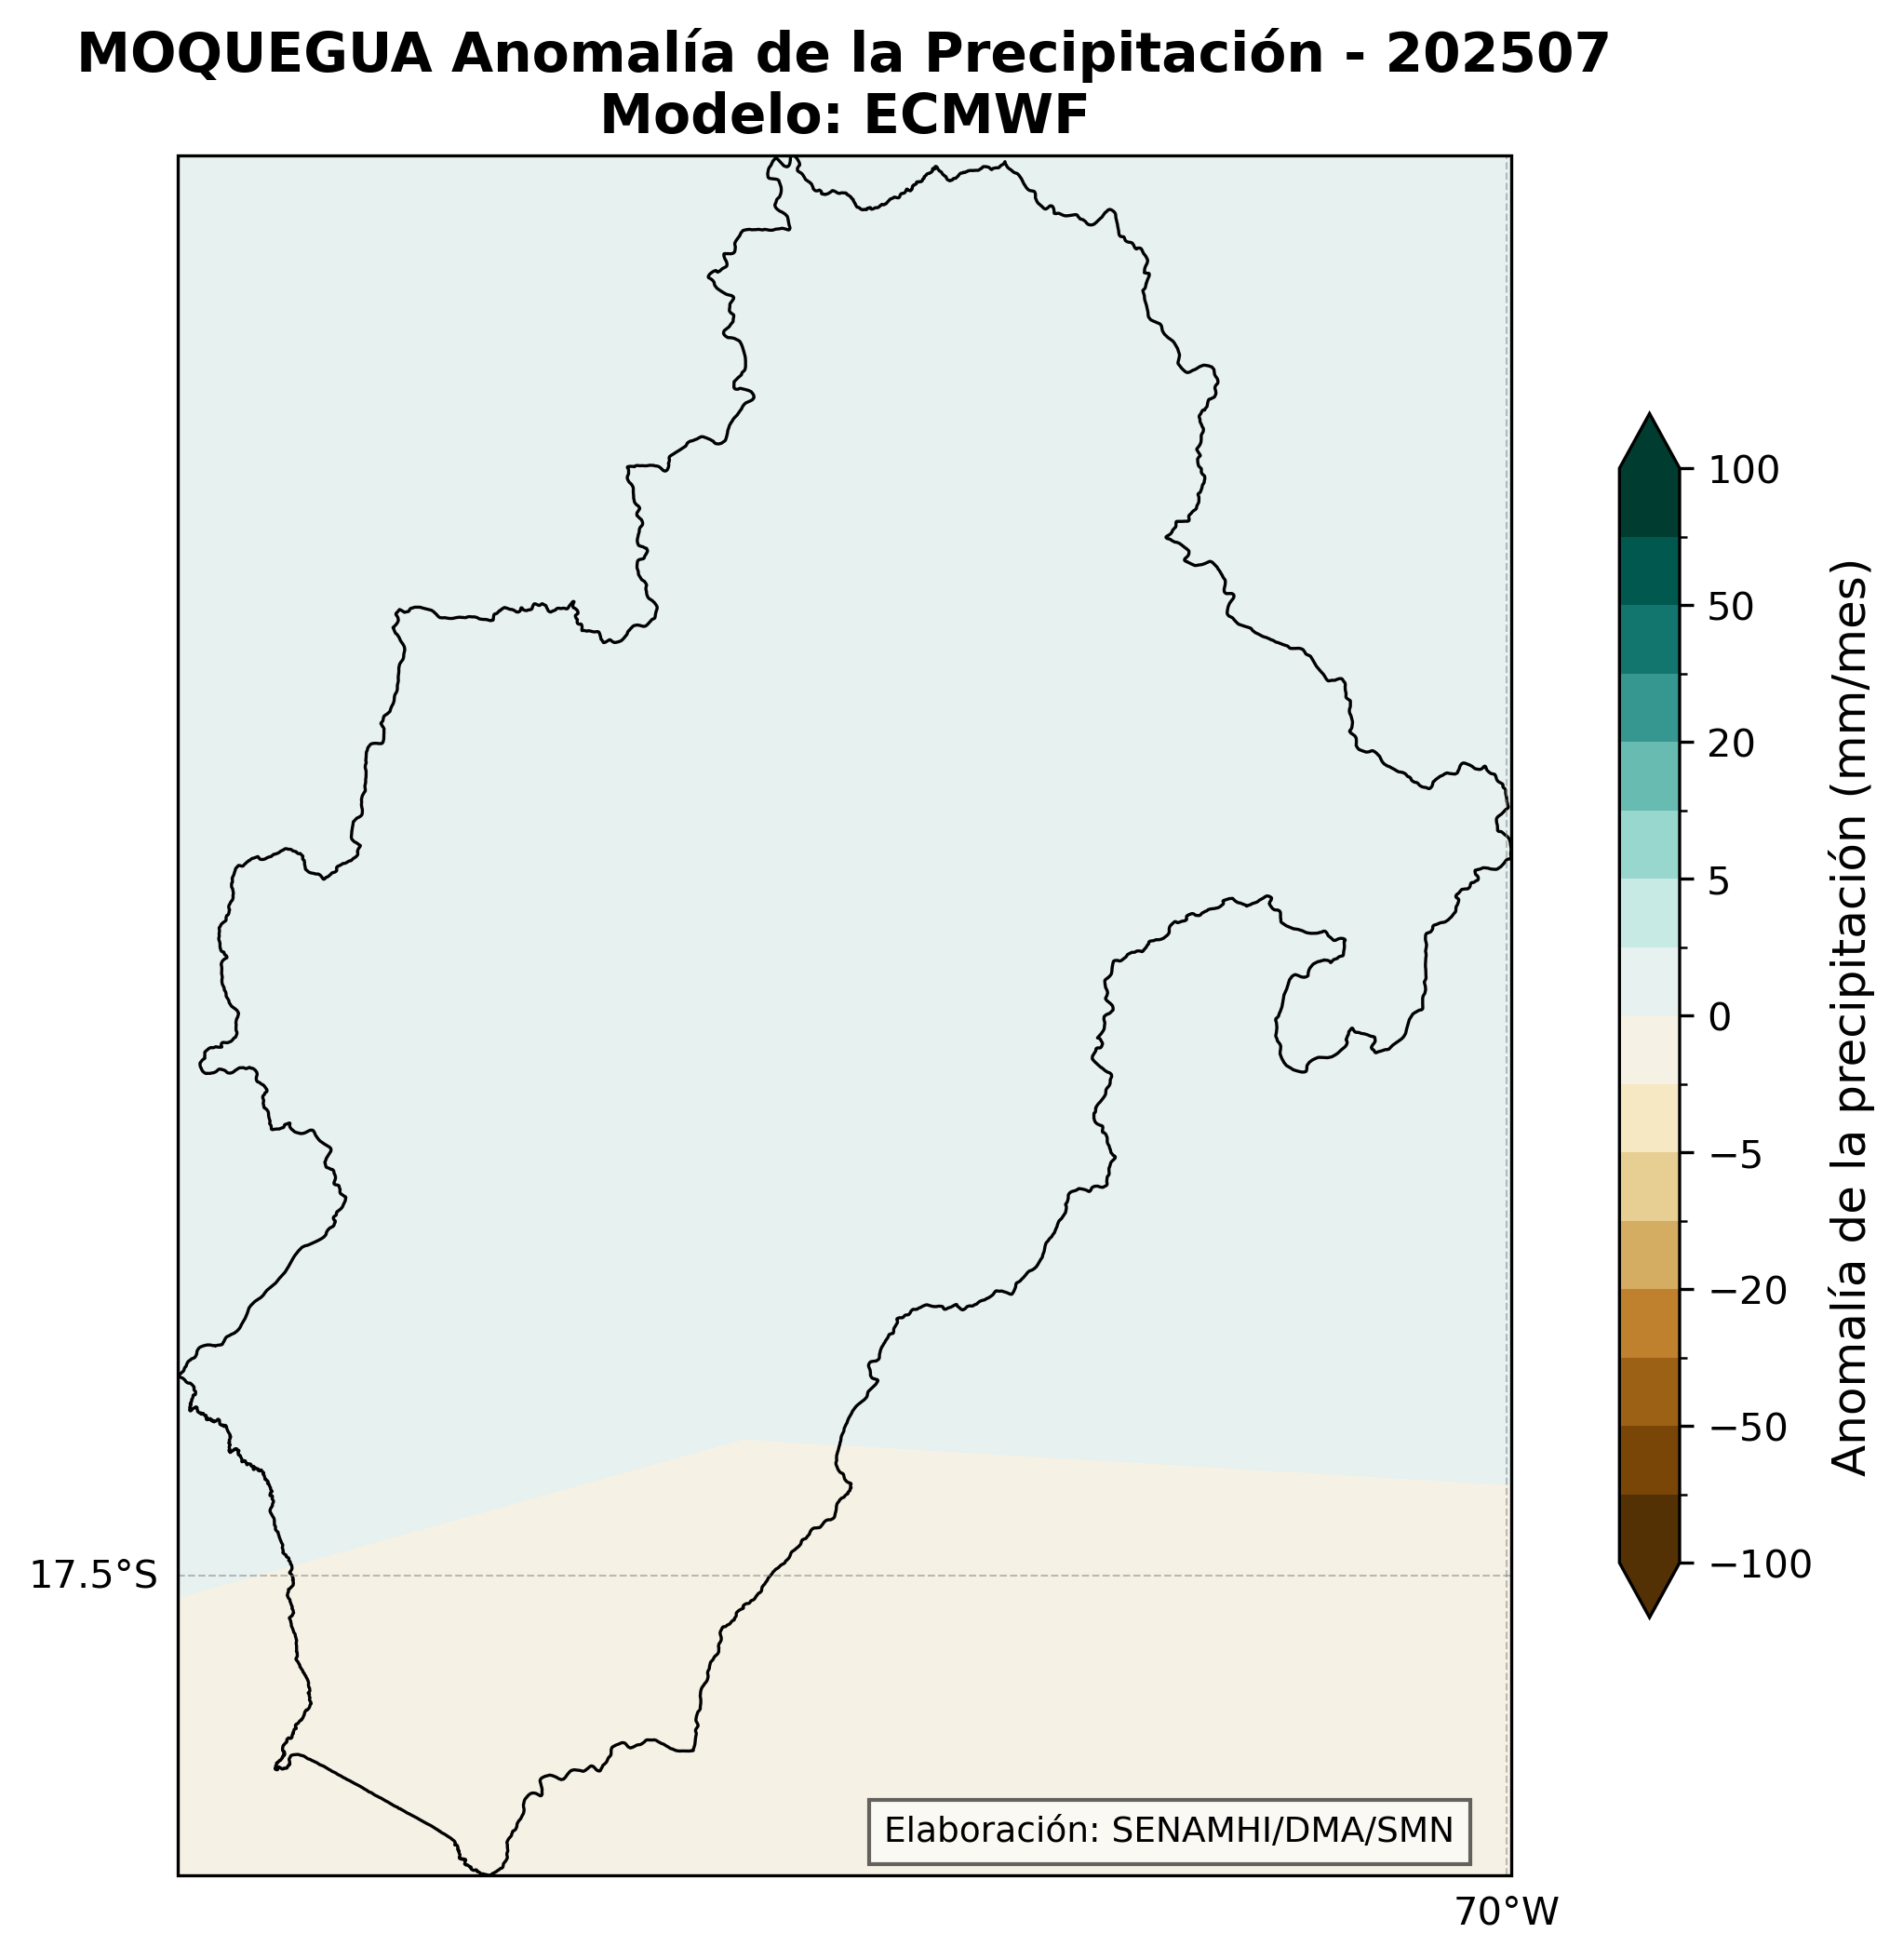 MOQUEGUA Anomalía de la Precipitación - 202507
Modelo: ECMWF
100
50
20
5
0
−5
−20
−50
−100
Anomalía de la precipitación (mm/mes)
17.5°S
Elaboración: SENAMHI/DMA/SMN
70°W